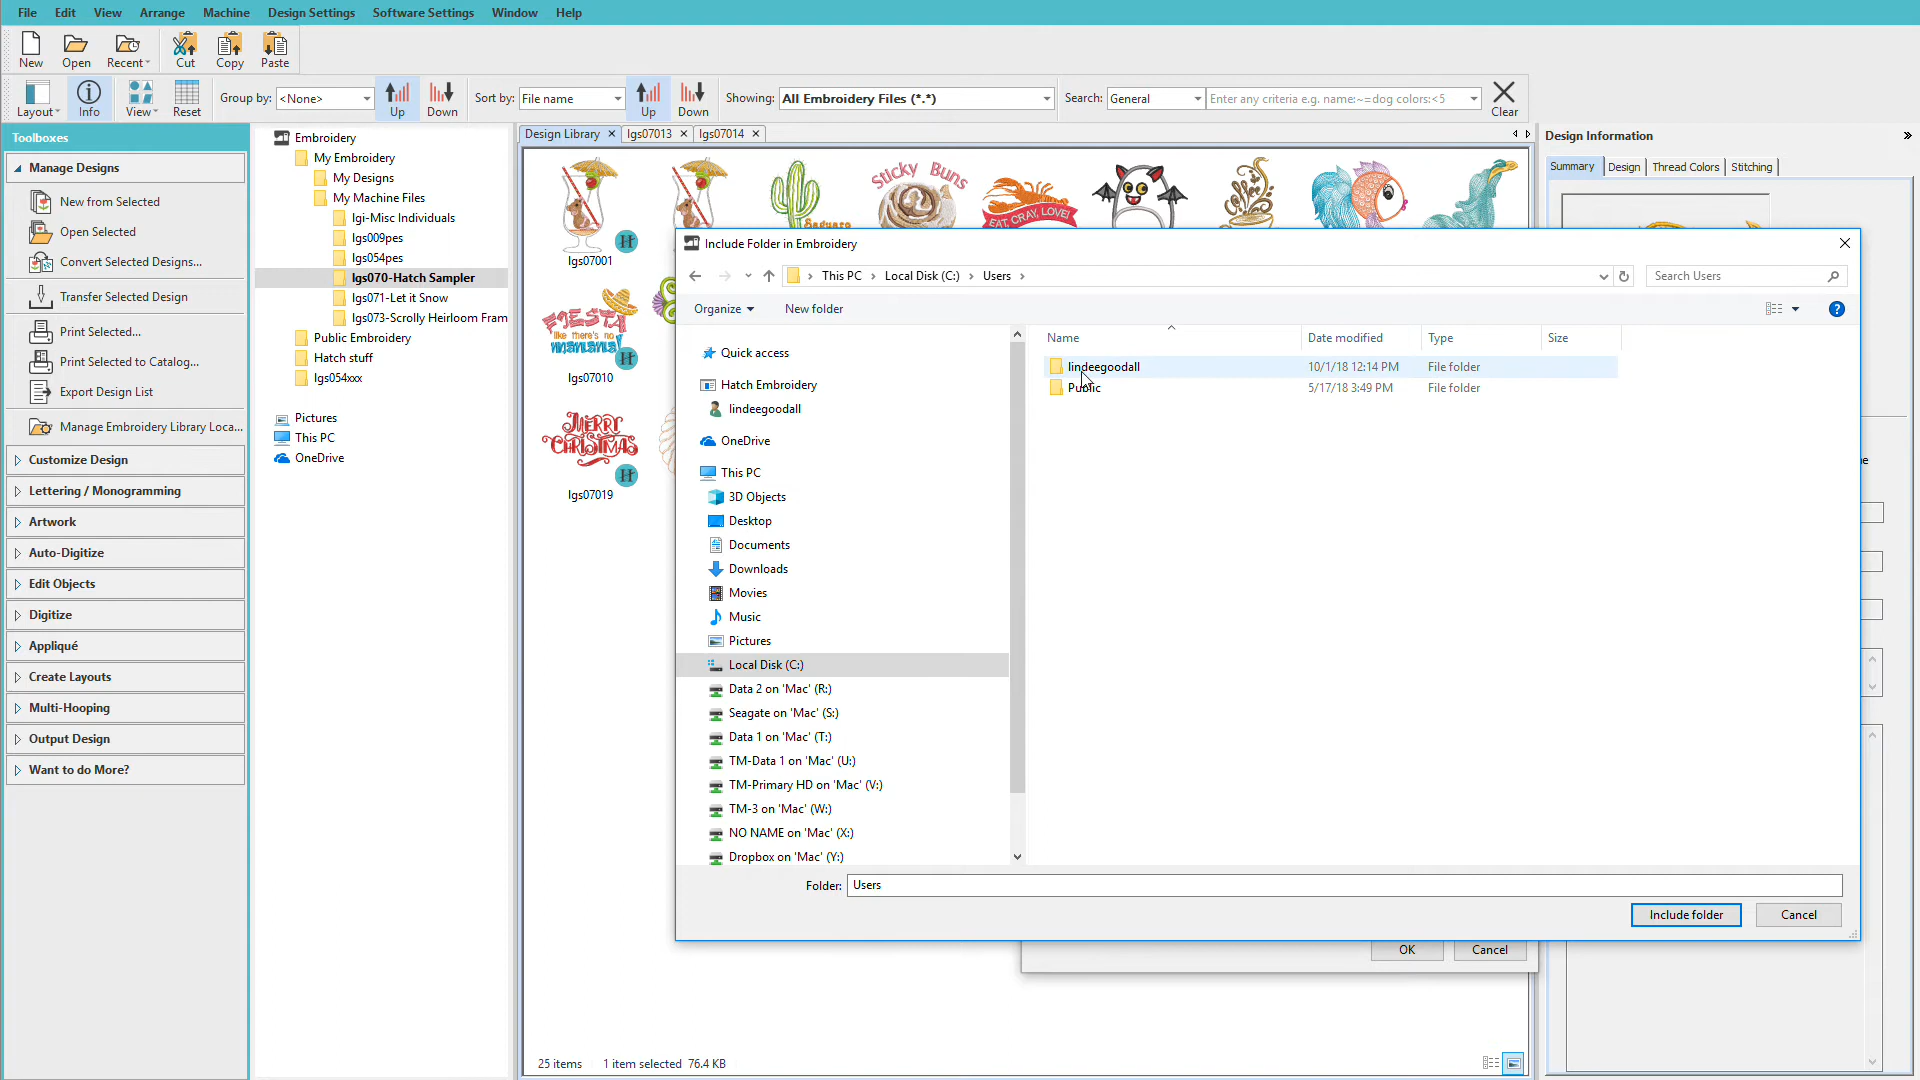 File Edit View Arrange Machine Design Settings Software Settings Window Help
New Open Recent Cut Copy Paste
Layout Info View Reset Group by: <None> Up Down Sort by: File name Up Down Showing: All Embroidery Files (*.*) Search: General Enter any criteria e.g. name:~=dog colors:<5 Clear
Toolboxes
Manage Designs
New from Selected
Open Selected
Convert Selected Designs...
Transfer Selected Design
Print Selected...
Print Selected to Catalog...
Export Design List
Manage Embroidery Library Loca...
Customize Design
Lettering / Monogramming
Artwork
Auto-Digitize
Edit Objects
Digitize
Appliqué
Create Layouts
Multi-Hooping
Output Design
Want to do More?
Embroidery
My Embroidery
My Designs
My Machine Files
lgi-Misc Individuals
lgs009pes
lgs054pes
lgs070-Hatch Sampler
lgs071-Let it Snow
lgs073-Scrolly Heirloom Fram
Public Embroidery
Hatch stuff
lgs054xxx
Pictures
This PC
OneDrive
Design Library lgs07013 lgs07014
Saguaro
Sticky Buns
EAT CRAY, LOVE!
Coffee
H
lgs07001
FIESTA
like there's no
mañana!
H
lgs07010
MERRY
CHRISTMAS
H
lgs07019
25 items 1 item selected 76.4 KB
Design Information
Summary Design Thread Colors Stitching
Include Folder in Embroidery
This PC Local Disk (C:) Users Search Users
Organize New folder ?
Quick access
Hatch Embroidery
lindeegoodall
OneDrive
This PC
3D Objects
Desktop
Documents
Downloads
Movies
Music
Pictures
Local Disk (C:)
Data 2 on 'Mac' (R:)
Seagate on 'Mac' (S:)
Data 1 on 'Mac' (T:)
TM-Data 1 on 'Mac' (U:)
TM-Primary HD on 'Mac' (V:)
TM-3 on 'Mac' (W:)
NO NAME on 'Mac' (X:)
Dropbox on 'Mac' (Y:)
Name Date modified Type Size
lindeegoodall 10/1/18 12:14 PM File folder
Public 5/17/18 3:49 PM File folder
Folder: Users
Include folder Cancel
OK Cancel